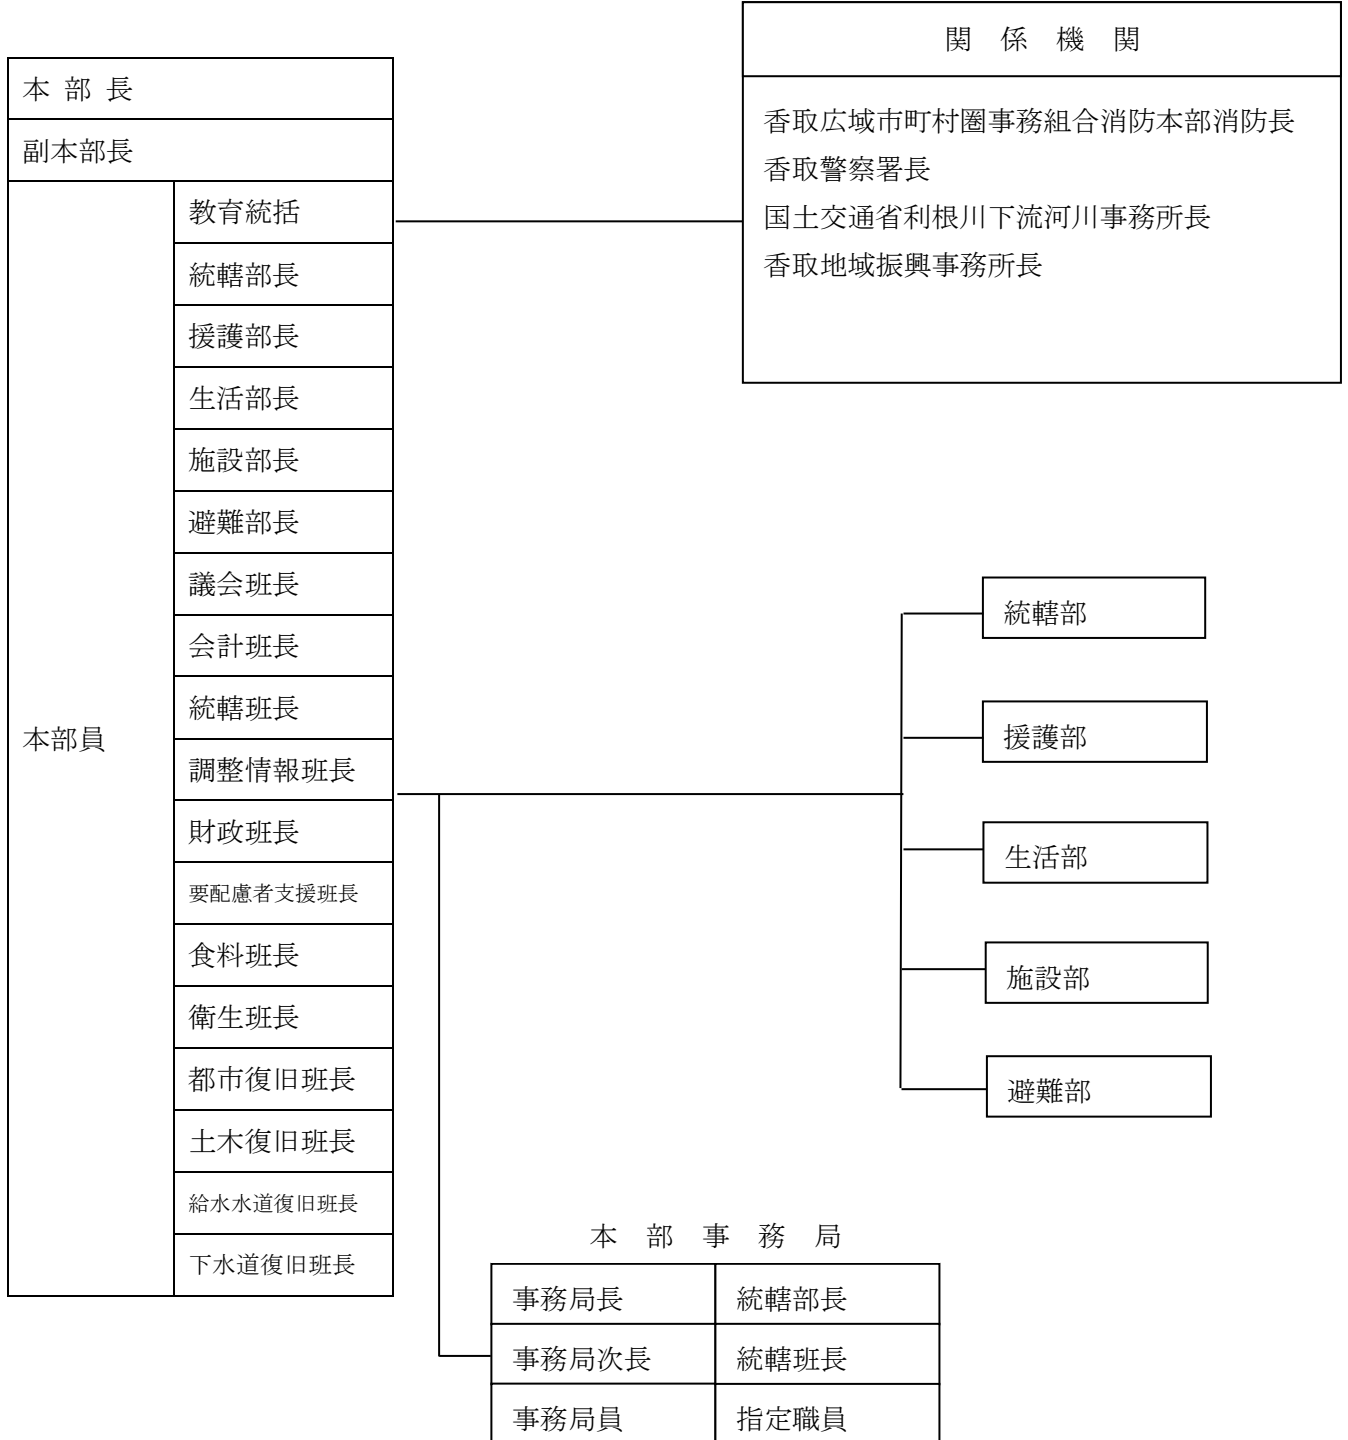 関　係　機　関
香取広域市町村圏事務組合消防本部消防長
香取警察署長
国土交通省利根川下流河川事務所長
香取地域振興事務所長
本 部 長
副本部長
本部員
教育統括
統轄部長
援護部長
生活部長
施設部長
避難部長
議会班長
会計班長
統轄班長
調整情報班長
財政班長
要配慮者支援班長
食料班長
衛生班長
都市復旧班長
土木復旧班長
給水水道復旧班長
下水道復旧班長
統轄部
援護部
生活部
施設部
避難部
本　部　事　務　局
事務局長　統轄部長
事務局次長　統轄班長
事務局員　指定職員